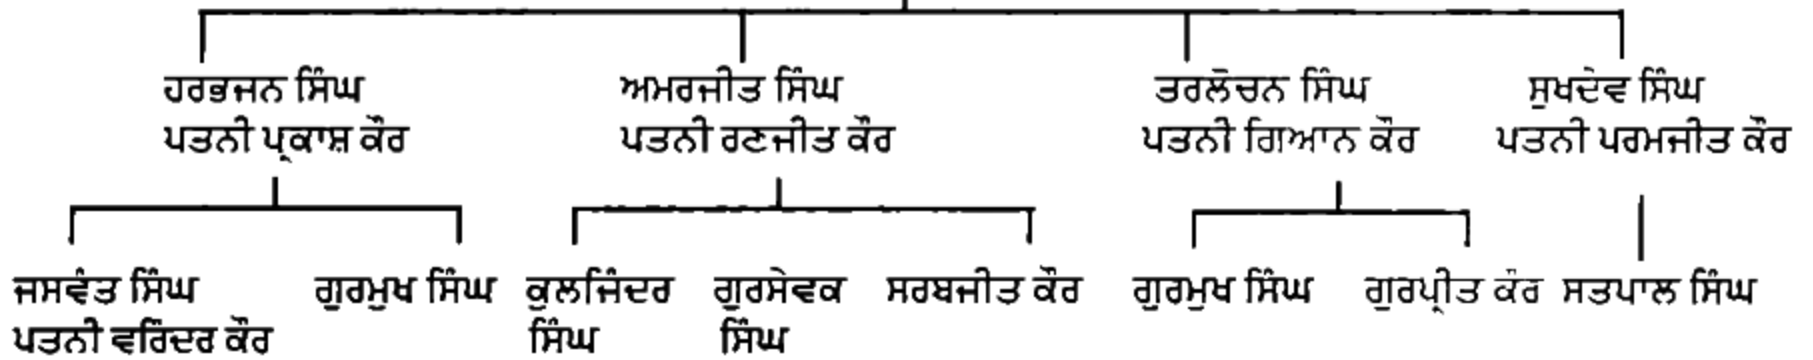 ਹਰਭਜਨ ਸਿੰਘ
ਪਤਨੀ ਪ੍ਰਕਾਸ਼ ਕੌਰ
ਅਮਰਜੀਤ ਸਿੰਘ
ਪਤਨੀ ਰਣਜੀਤ ਕੌਰ
ਤਰਲੋਚਨ ਸਿੰਘ
ਪਤਨੀ ਗਿਆਨ ਕੌਰ
ਸੁਖਦੇਵ ਸਿੰਘ
ਪਤਨੀ ਪਰਮਜੀਤ ਕੌਰ
ਜਸਵੰਤ ਸਿੰਘ
ਪਤਨੀ ਵਰਿੰਦਰ ਕੌਰ
ਗੁਰਮੁਖ ਸਿੰਘ
ਕੁਲਜਿੰਦਰ
ਸਿੰਘ
ਗੁਰਸੇਵਕ
ਸਿੰਘ
ਸਰਬਜੀਤ ਕੌਰ
ਗੁਰਮੁਖ ਸਿੰਘ
ਗੁਰਪ੍ਰੀਤ ਕੌਰ
ਸਤਪਾਲ ਸਿੰਘ